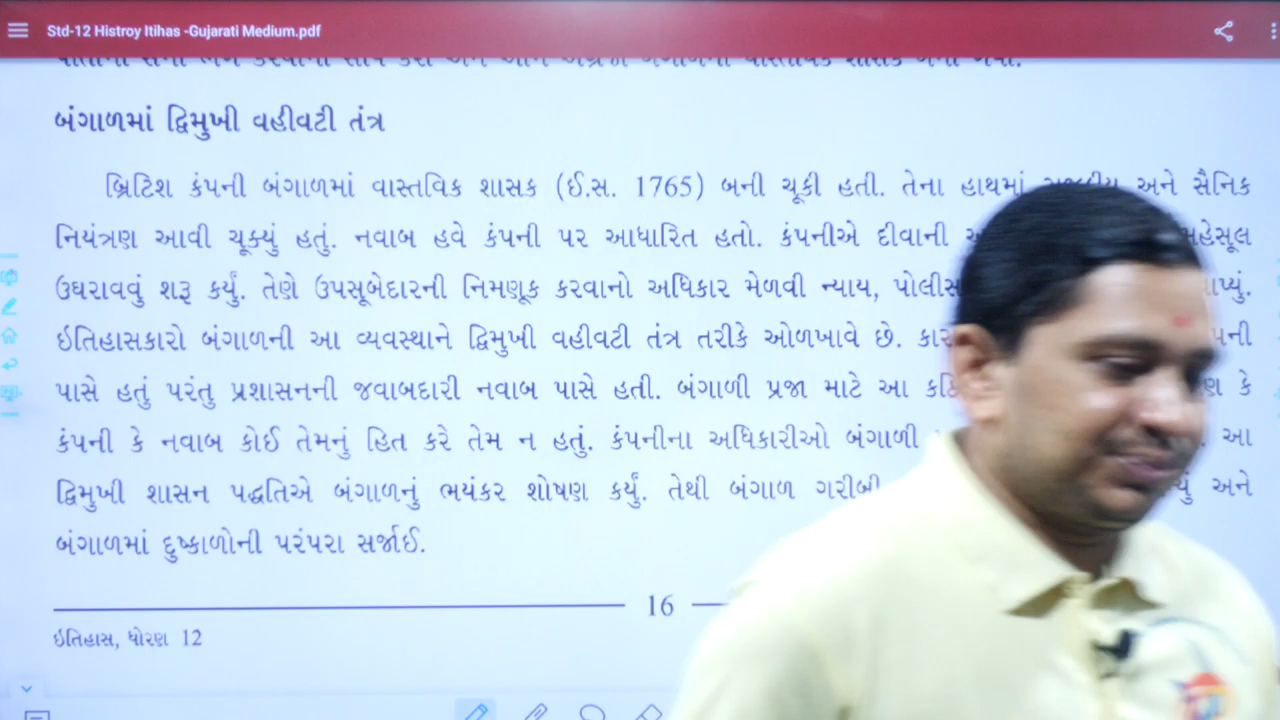 Std-12 Histroy Itihas -Gujarati Medium.pdf
બંગાળમાં દ્વિમુખી વહીવટી તંત્ર
બ્રિટિશ કંપની બંગાળમાં વાસ્તવિક શાસક (ઈ.સ. 1765) બની ચૂકી હતી. તેના હાથમાં અને સૈનિક
નિયંત્રણ આવી ચૂક્યું હતું. નવાબ હવે કંપની પર આધારિત હતો. કંપનીએ દીવાની મહેસૂલ
ઉઘરાવવું શરૂ કર્યું. તેણે ઉપસૂબેદારની નિમણૂક કરવાનો અધિકાર મેળવી ન્યાય, પોલીસ
ઇતિહાસકારો બંગાળની આ વ્યવસ્થાને દ્વિમુખી વહીવટી તંત્ર તરીકે ઓળખાવે છે.
પાસે હતું પરંતુ પ્રશાસનની જવાબદારી નવાબ પાસે હતી. બંગાળી પ્રજા માટે આ કે
કંપની કે નવાબ કોઈ તેમનું હિત કરે તેમ ન હતું. કંપનીના અધિકારીઓ બંગાળી આ
દ્વિમુખી શાસન પદ્ધતિએ બંગાળનું ભયંકર શોષણ કર્યું. તેથી બંગાળ ગરીબી અને
બંગાળમાં દુષ્કાળોની પરંપરા સર્જાઈ.
16
ઇતિહાસ, ધોરણ 12